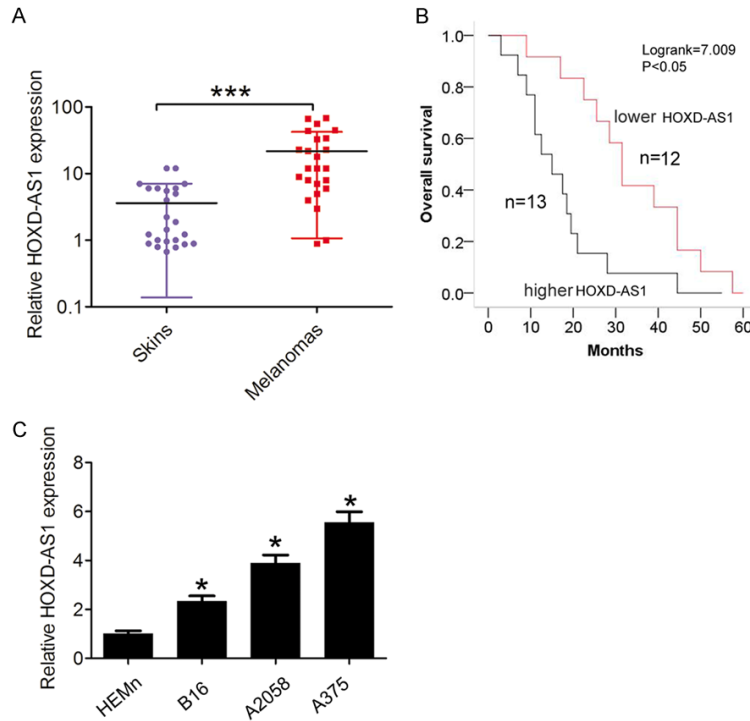 A
Relative HOXD-AS1 expression
100
10
1
0.1
***
Skins
Melanomas
B
Overall survival
1.0
0.8
0.6
0.4
0.2
0.0
Logrank=7.009
P<0.05
lower HOXD-AS1
n=12
n=13
higher HOXD-AS1
0 10 20 30 40 50 60
Months
C
Relative HOXD-AS1 expression
8
6
4
2
0
*
*
*
HEMn
B16
A2058
A375